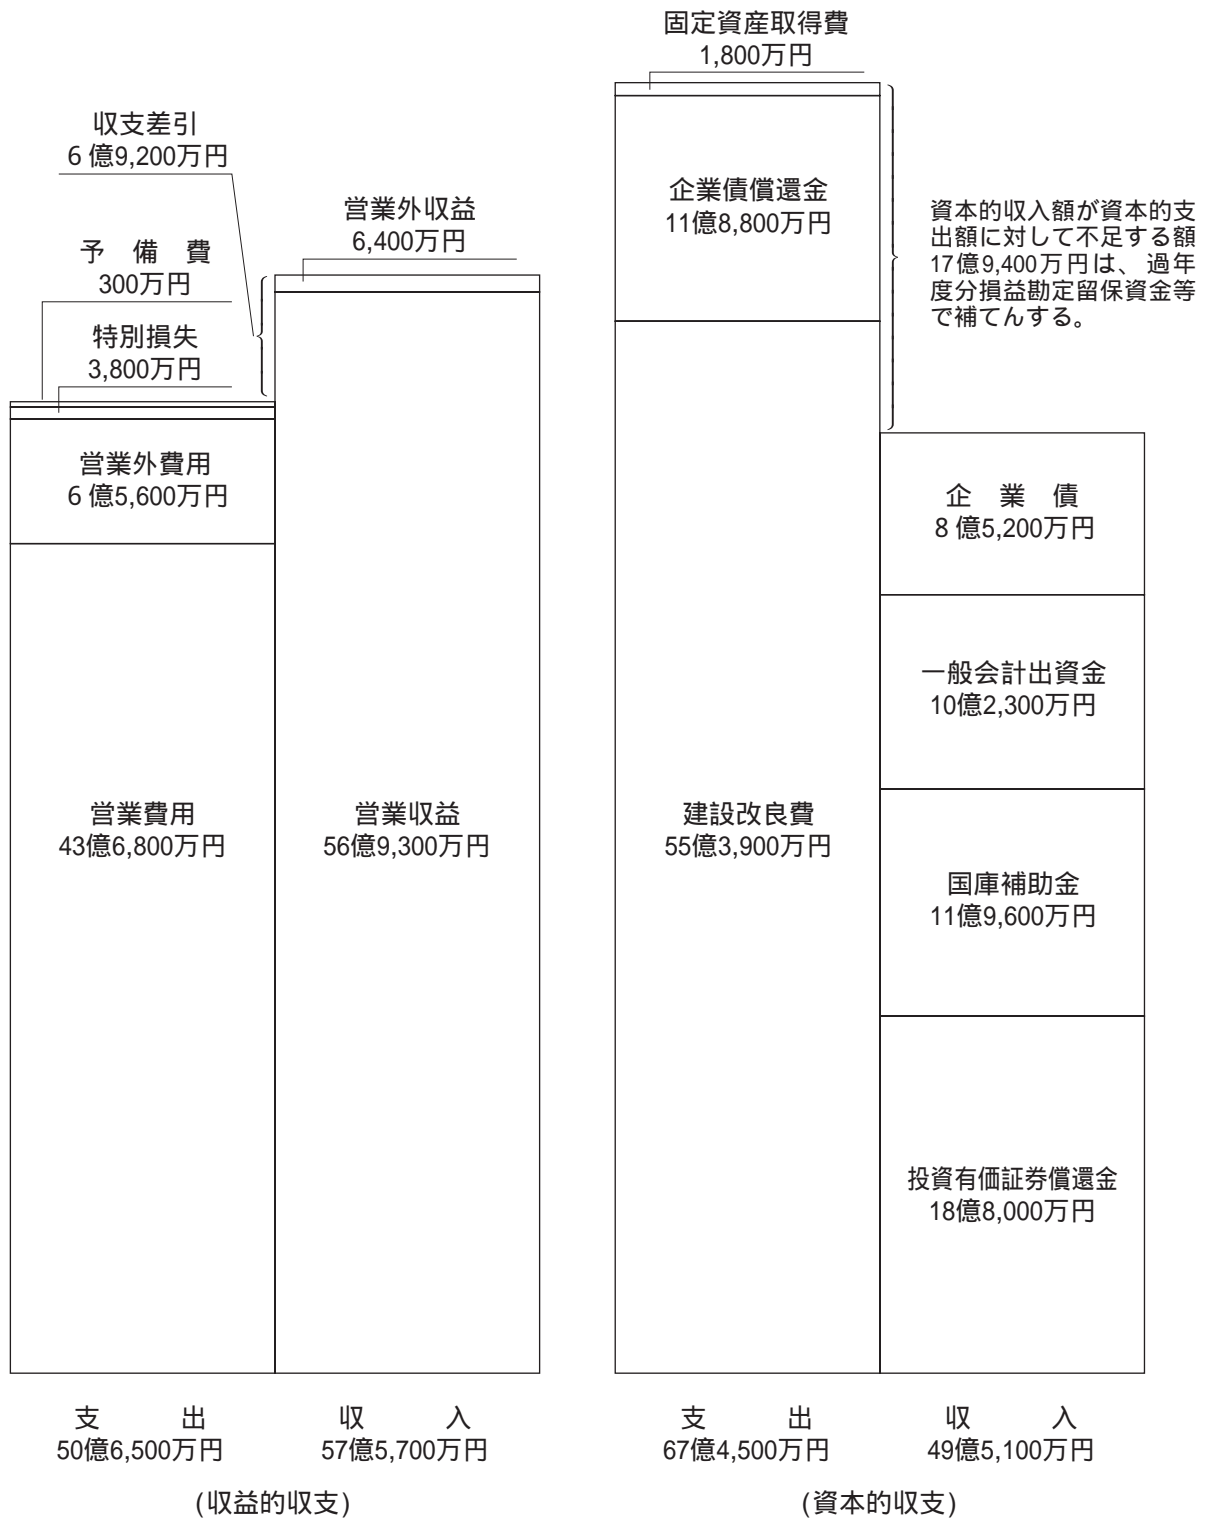 収支差引
6億9,200万円
予備費
300万円
特別損失
3,800万円
営業外費用
6億5,600万円
営業費用
43億6,800万円
営業外収益
6,400万円
営業収益
56億9,300万円
支出
50億6,500万円
収入
57億5,700万円
(収益的収支)
固定資産取得費
1,800万円
企業債償還金
11億8,800万円
建設改良費
55億3,900万円
資本的収入額が資本的支
出額に対して不足する額
17億9,400万円は、過年
度分損益勘定留保資金等
で補てんする。
企業債
8億5,200万円
一般会計出資金
10億2,300万円
国庫補助金
11億9,600万円
投資有価証券償還金
18億8,000万円
支出
67億4,500万円
収入
49億5,100万円
(資本的収支)